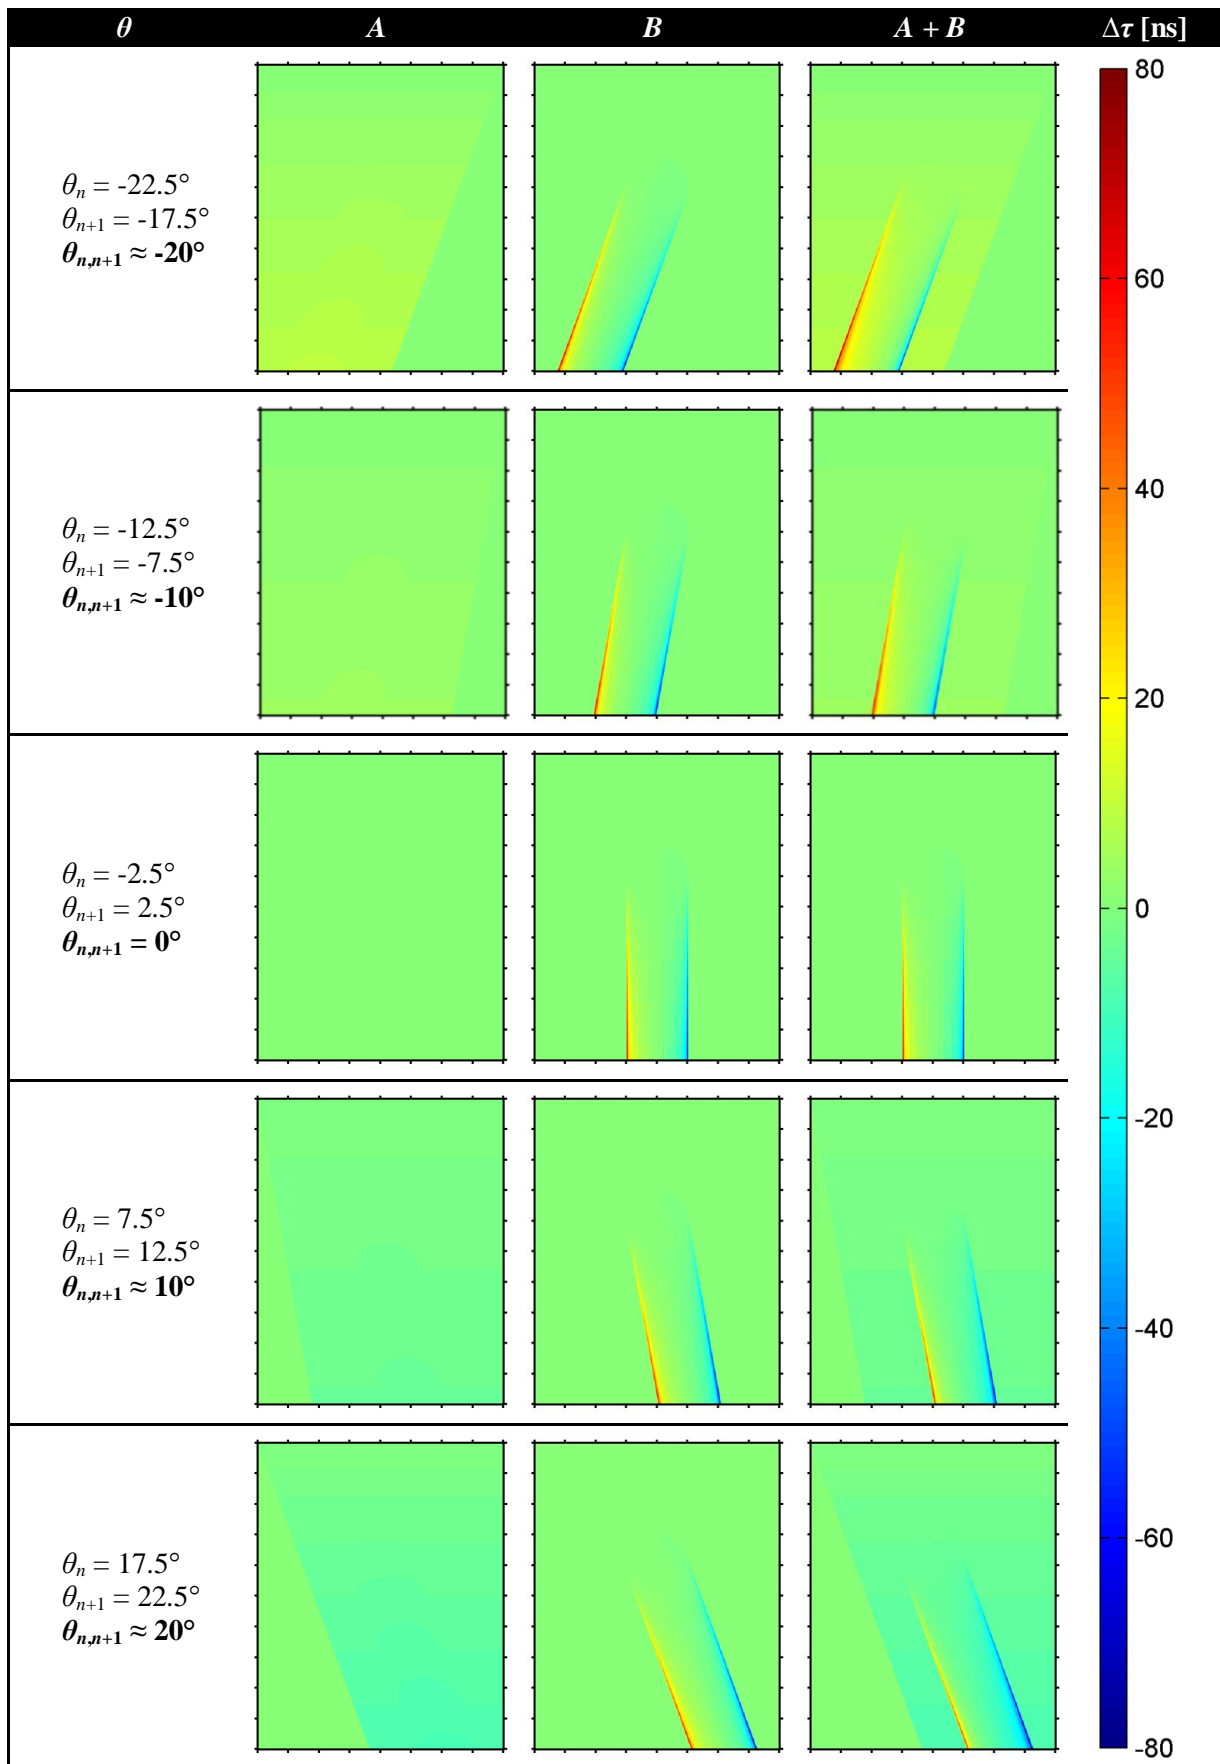 θ A B A + B Δτ [ns]
80
θn = -22.5°
θn+1 = -17.5°
θn,n+1 ≈ -20°
60
40
θn = -12.5°
θn+1 = -7.5°
θn,n+1 ≈ -10°
20
θn = -2.5°
θn+1 = 2.5°
θn,n+1 = 0°
0
-20
θn = 7.5°
θn+1 = 12.5°
θn,n+1 ≈ 10°
-40
-60
θn = 17.5°
θn+1 = 22.5°
θn,n+1 ≈ 20°
-80